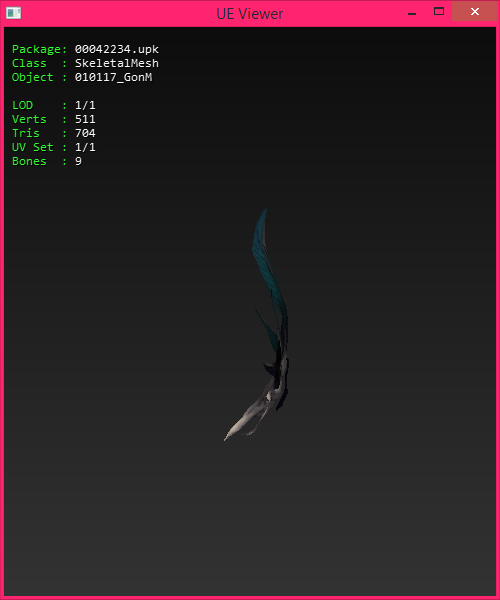 UE Viewer
Package: 00042234.upk
Class : SkeletalMesh
Object : 010117_GonM
LOD : 1/1
Verts : 511
Tris : 704
UV Set : 1/1
Bones : 9